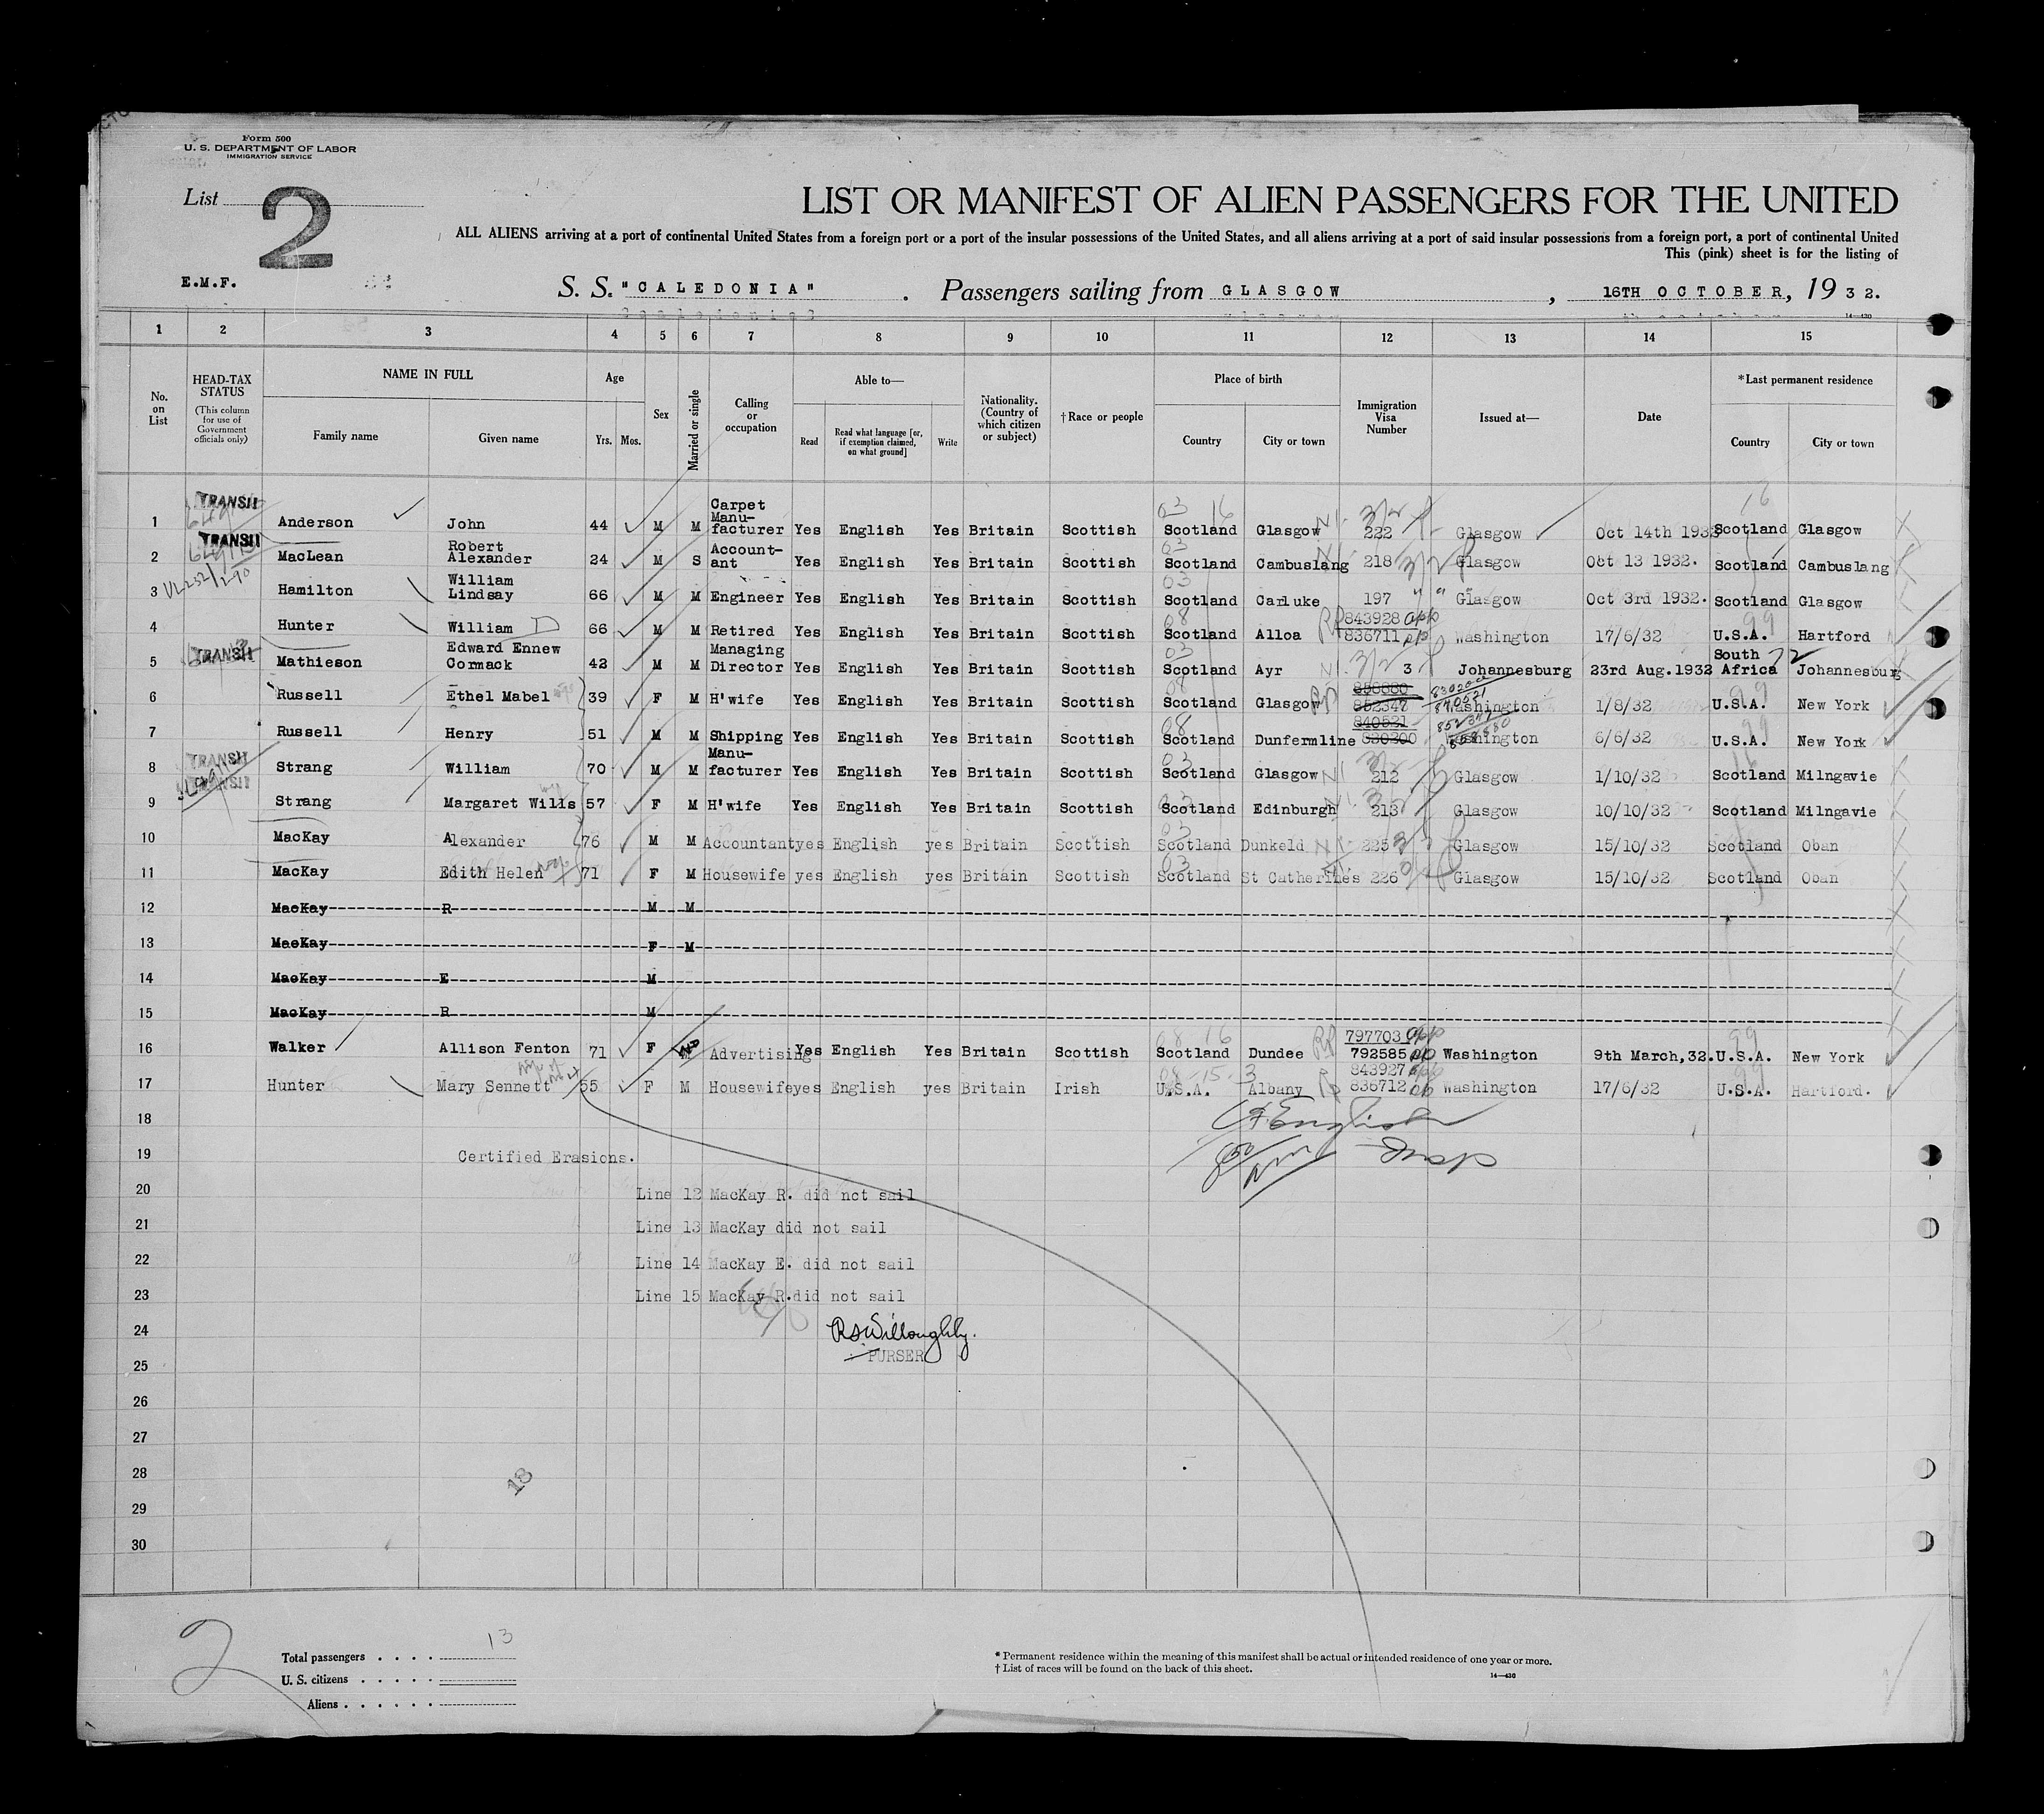 Form 500
U. S. DEPARTMENT OF LABOR
IMMIGRATION SERVICE
List 2
LIST OR MANIFEST OF ALIEN PASSENGERS FOR THE UNITED
ALL ALIENS arriving at a port of continental United States from a foreign port or a port of the insular possessions of the United States, and all aliens arriving at a port of said insular possessions from a foreign port, a port of continental United
This (pink) sheet is for the listing of
E.M.F.
S. S. "CALEDONIA". Passengers sailing from GLASGOW, 16TH OCTOBER, 1932.
14—430
1 2 3 4 5 6 7 8 9 10 11 12 13 14 15
No. on List
HEAD-TAX STATUS
(This column for use of Government officials only)
NAME IN FULL
Family name
Given name
Age
Yrs. Mos.
Sex
Married or single
Calling or occupation
Able to—
Read
Read what language [or, if exemption claimed, on what ground]
Write
Nationality. (Country of which citizen or subject)
†Race or people
Place of birth
Country
City or town
Immigration Visa Number
Issued at—
Date
*Last permanent residence
Country
City or town
1 TRANSIT Anderson John 44 M M Carpet Manu- facturer Yes English Yes Britain Scottish Scotland Glasgow 222 Glasgow Oct 14th 1932 Scotland Glasgow
2 TRANSIT MacLean Robert Alexander 24 M S Account- ant Yes English Yes Britain Scottish Scotland Cambuslang 218 Glasgow Oct 13 1932. Scotland Cambuslang
3 Hamilton William Lindsay 66 M M Engineer Yes English Yes Britain Scottish Scotland Carluke 197 " " Glasgow Oct 3rd 1932. Scotland Glasgow
4 Hunter William D 66 M M Retired Yes English Yes Britain Scottish Scotland Alloa RP 843928 app 836711 Washington 17/6/32 U.S.A. Hartford
5 TRANSIT Mathieson Edward Ennew Cormack 42 M M Managing Director Yes English Yes Britain Scottish Scotland Ayr 3 Johannesburg 23rd Aug.1932 South Africa Johannesburg
6 Russell Ethel Mabel 39 F M H'wife Yes English Yes Britain Scottish Scotland Glasgow 852347 840521 Washington 1/8/32 U.S.A. New York
7 Russell Henry 51 M M Shipping Yes English Yes Britain Scottish Scotland Dunfermline 840521 852347 Washington 6/6/32 U.S.A. New York
8 TRANSIT Strang William 70 M M Manu- facturer Yes English Yes Britain Scottish Scotland Glasgow 212 Glasgow 1/10/32 Scotland Milngavie
9 TRANSIT Strang Margaret Wills 57 F M H'wife Yes English Yes Britain Scottish Scotland Edinburgh 213 Glasgow 10/10/32 Scotland Milngavie
10 MacKay Alexander 76 M M Accountant yes English yes Britain Scottish Scotland Dunkeld 225 Glasgow 15/10/32 Scotland Oban
11 MacKay Edith Helen 71 F M Housewife yes English yes Britain Scottish Scotland St Catherines 226 Glasgow 15/10/32 Scotland Oban
12 MacKay R M M
13 MacKay F M
14 MacKay E M
15 MacKay R M
16 Walker Allison Fenton 71 F Advertising Yes English Yes Britain Scottish Scotland Dundee RP 797703 app 792585 Washington 9th March,32. U.S.A. New York
17 Hunter Mary Sennett 55 F M Housewife yes English yes Britain Irish U.S.A. Albany 843927 836712 Washington 17/6/32 U.S.A. Hartford.
18
19 Certified Erasions.
20 Line 12 MacKay R. did not sail
21 Line 13 MacKay did not sail
22 Line 14 MacKay E. did not sail
23 Line 15 MacKay R. did not sail
24 RS Willoughby.
25 PURSER
26
27
28
29
30
13
2
Total passengers 13
U. S. citizens
Aliens
* Permanent residence within the meaning of this manifest shall be actual or intended residence of one year or more.
† List of races will be found on the back of this sheet.
14—430